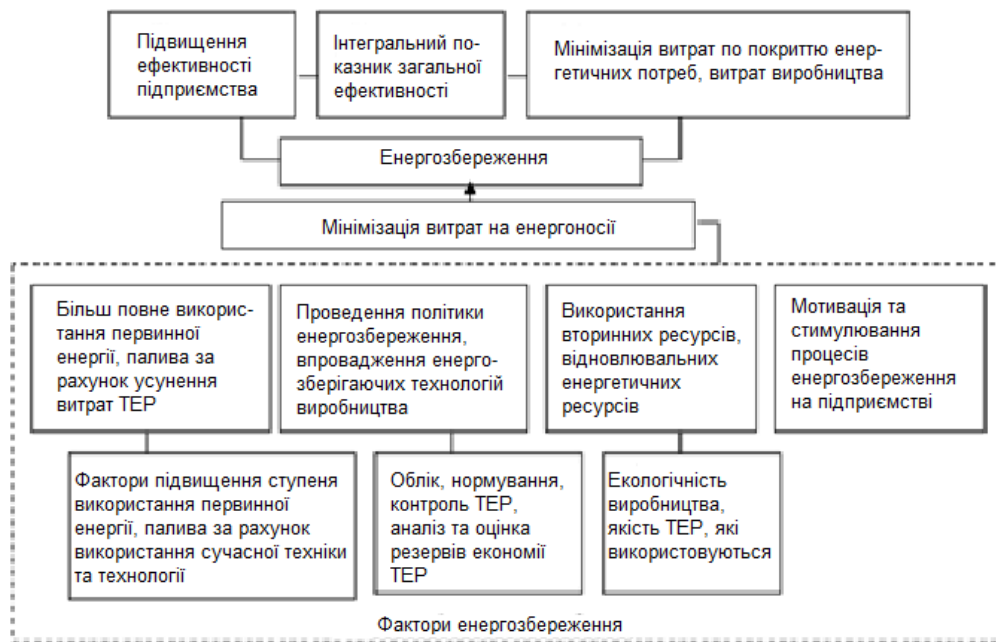 Підвищення
ефективності
підприємства
Інтегральний по-
казник загальної
ефективності
Мінімізація витрат по покриттю енер-
гетичних потреб, витрат виробництва
Енергозбереження
Мінімізація витрат на енергоносії
Більш повне викорис-
тання первинної
енергії, палива за
рахунок усунення
витрат ТЕР
Проведення політики
енергозбереження,
впровадження енерго-
зберігаючих технологій
виробництва
Використання
вторинних ресурсів,
відновлювальних
енергетичних
ресурсів
Мотивація та
стимулювання
процесів
енергозбереження
на підприємстві
Фактори підвищення ступеня
використання первинної
енергії, палива за рахунок
використання сучасної техніки
та технології
Облік, нормування,
контроль ТЕР,
аналіз та оцінка
резервів економії
ТЕР
Екологічність
виробництва,
якість ТЕР, які
використовуються
Фактори енергозбереження